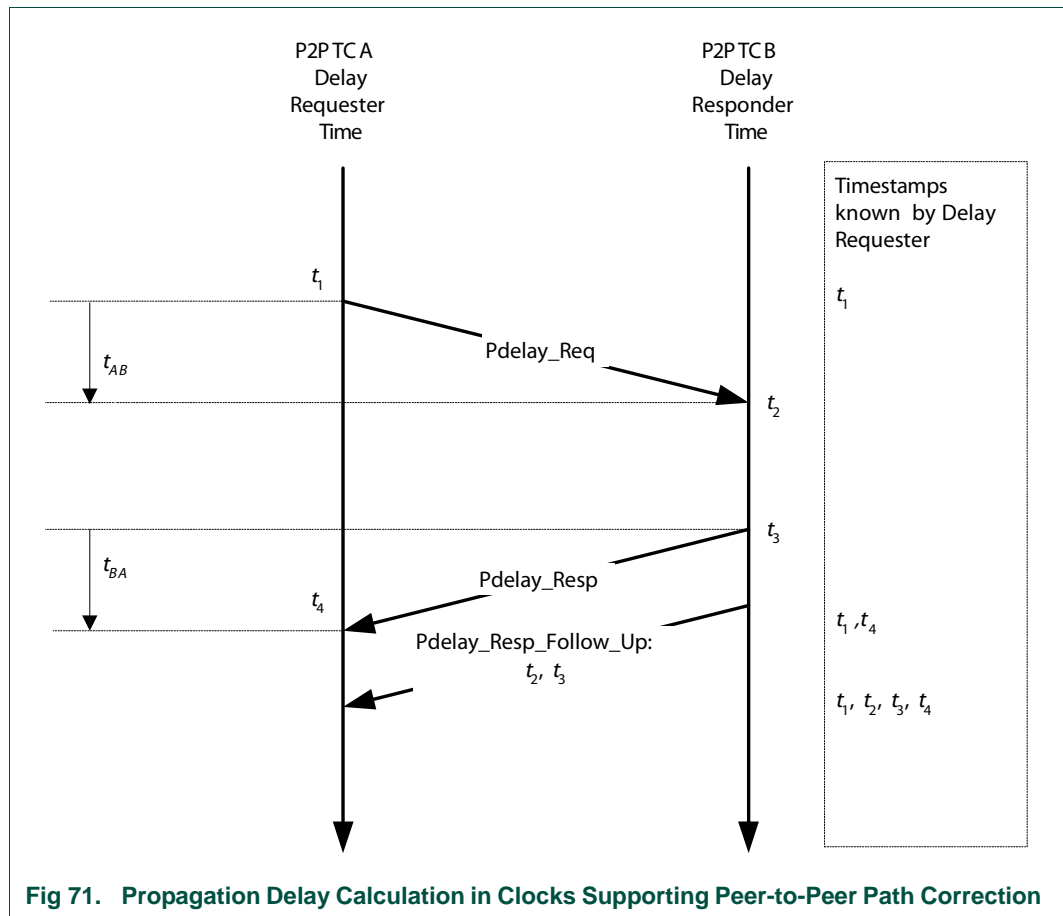 P2P TC A
Delay
Requester
Time
P2P TC B
Delay
Responder
Time
Timestamps
known by Delay
Requester
t1
t1
Pdelay_Req
tAB
t2
t3
tBA
Pdelay_Resp
t4
t1 ,t4
Pdelay_Resp_Follow_Up:
t2, t3
t1, t2, t3, t4
Fig 71. Propagation Delay Calculation in Clocks Supporting Peer-to-Peer Path Correction